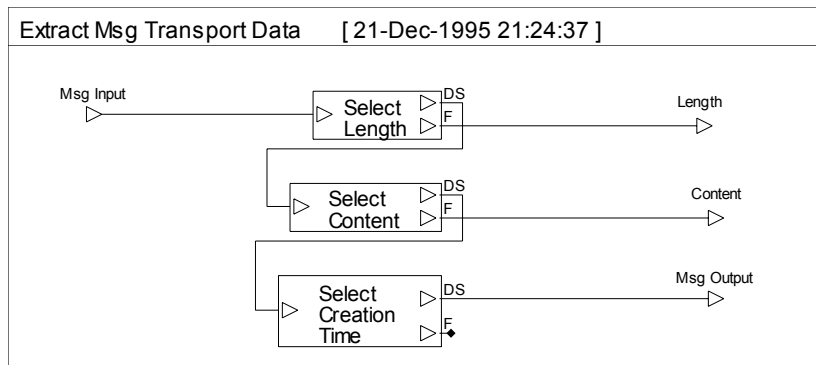 Extract Msg Transport Data [ 21-Dec-1995 21:24:37 ]
Msg Input
Select
Length
DS
F
Length
Select
Content
DS
F
Content
Select
Creation
Time
DS
F
Msg Output